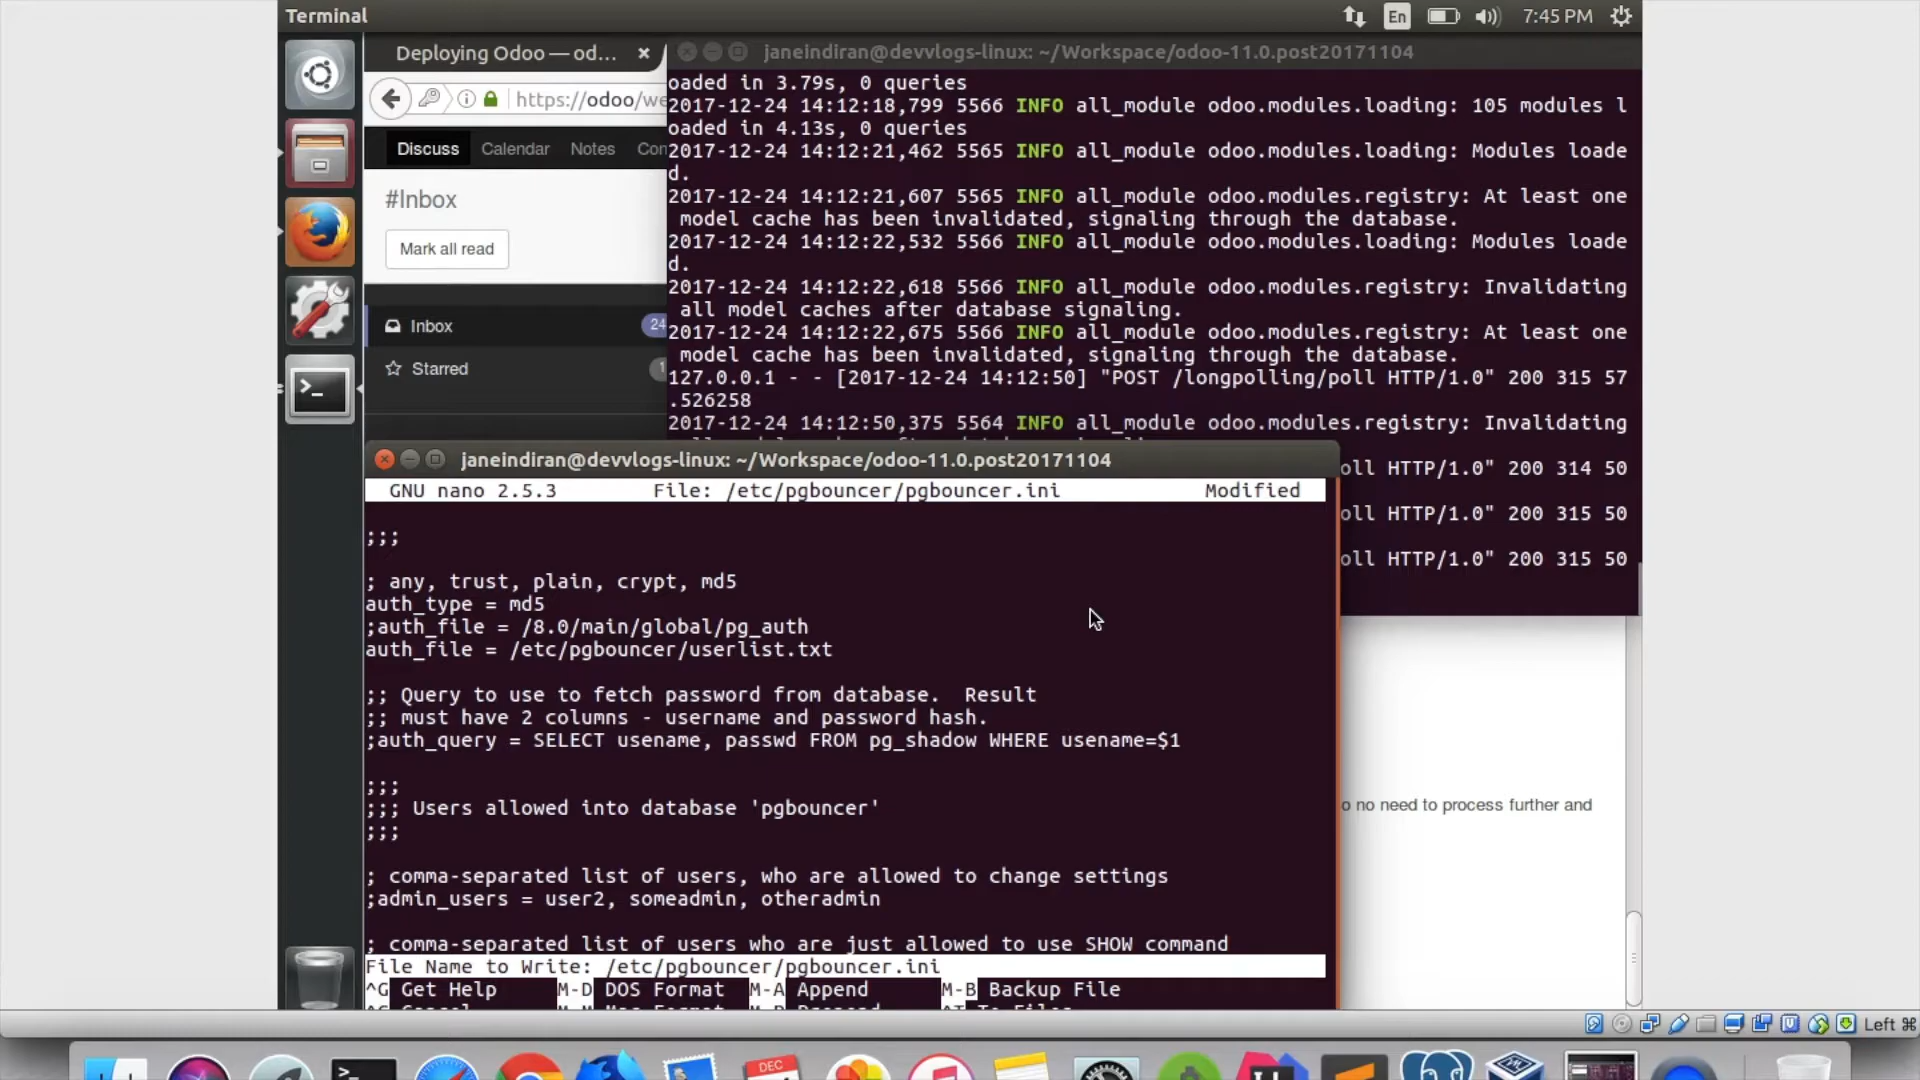 Terminal
En
7:45 PM
Deploying Odoo — od...
https://odoo/we
Discuss
Calendar
Notes
Con
#Inbox
Mark all read
Inbox
24
Starred
1
janeindiran@devvlogs-linux: ~/Workspace/odoo-11.0.post20171104
oaded in 3.79s, 0 queries
2017-12-24 14:12:18,799 5566 INFO all_module odoo.modules.loading: 105 modules l
oaded in 4.13s, 0 queries
2017-12-24 14:12:21,462 5565 INFO all_module odoo.modules.loading: Modules loade
d.
2017-12-24 14:12:21,607 5565 INFO all_module odoo.modules.registry: At least one
model cache has been invalidated, signaling through the database.
2017-12-24 14:12:22,532 5566 INFO all_module odoo.modules.loading: Modules loade
d.
2017-12-24 14:12:22,618 5566 INFO all_module odoo.modules.registry: Invalidating
all model caches after database signaling.
2017-12-24 14:12:22,675 5566 INFO all_module odoo.modules.registry: At least one
model cache has been invalidated, signaling through the database.
127.0.0.1 - - [2017-12-24 14:12:50] "POST /longpolling/poll HTTP/1.0" 200 315 57
.526258
2017-12-24 14:12:50,375 5564 INFO all_module odoo.modules.registry: Invalidating
oll HTTP/1.0" 200 314 50
oll HTTP/1.0" 200 315 50
oll HTTP/1.0" 200 315 50
janeindiran@devvlogs-linux: ~/Workspace/odoo-11.0.post20171104
GNU nano 2.5.3 File: /etc/pgbouncer/pgbouncer.ini Modified
;;;
; any, trust, plain, crypt, md5
auth_type = md5
;auth_file = /8.0/main/global/pg_auth
auth_file = /etc/pgbouncer/userlist.txt
;; Query to use to fetch password from database.  Result
;; must have 2 columns - username and password hash.
;auth_query = SELECT usename, passwd FROM pg_shadow WHERE usename=$1
;;;
;;; Users allowed into database 'pgbouncer'
;;;
; comma-separated list of users, who are allowed to change settings
;admin_users = user2, someadmin, otheradmin
; comma-separated list of users who are just allowed to use SHOW command
File Name to Write: /etc/pgbouncer/pgbouncer.ini
^G Get Help M-D DOS Format M-A Append M-B Backup File
o no need to process further and
Left ⌘
DEC